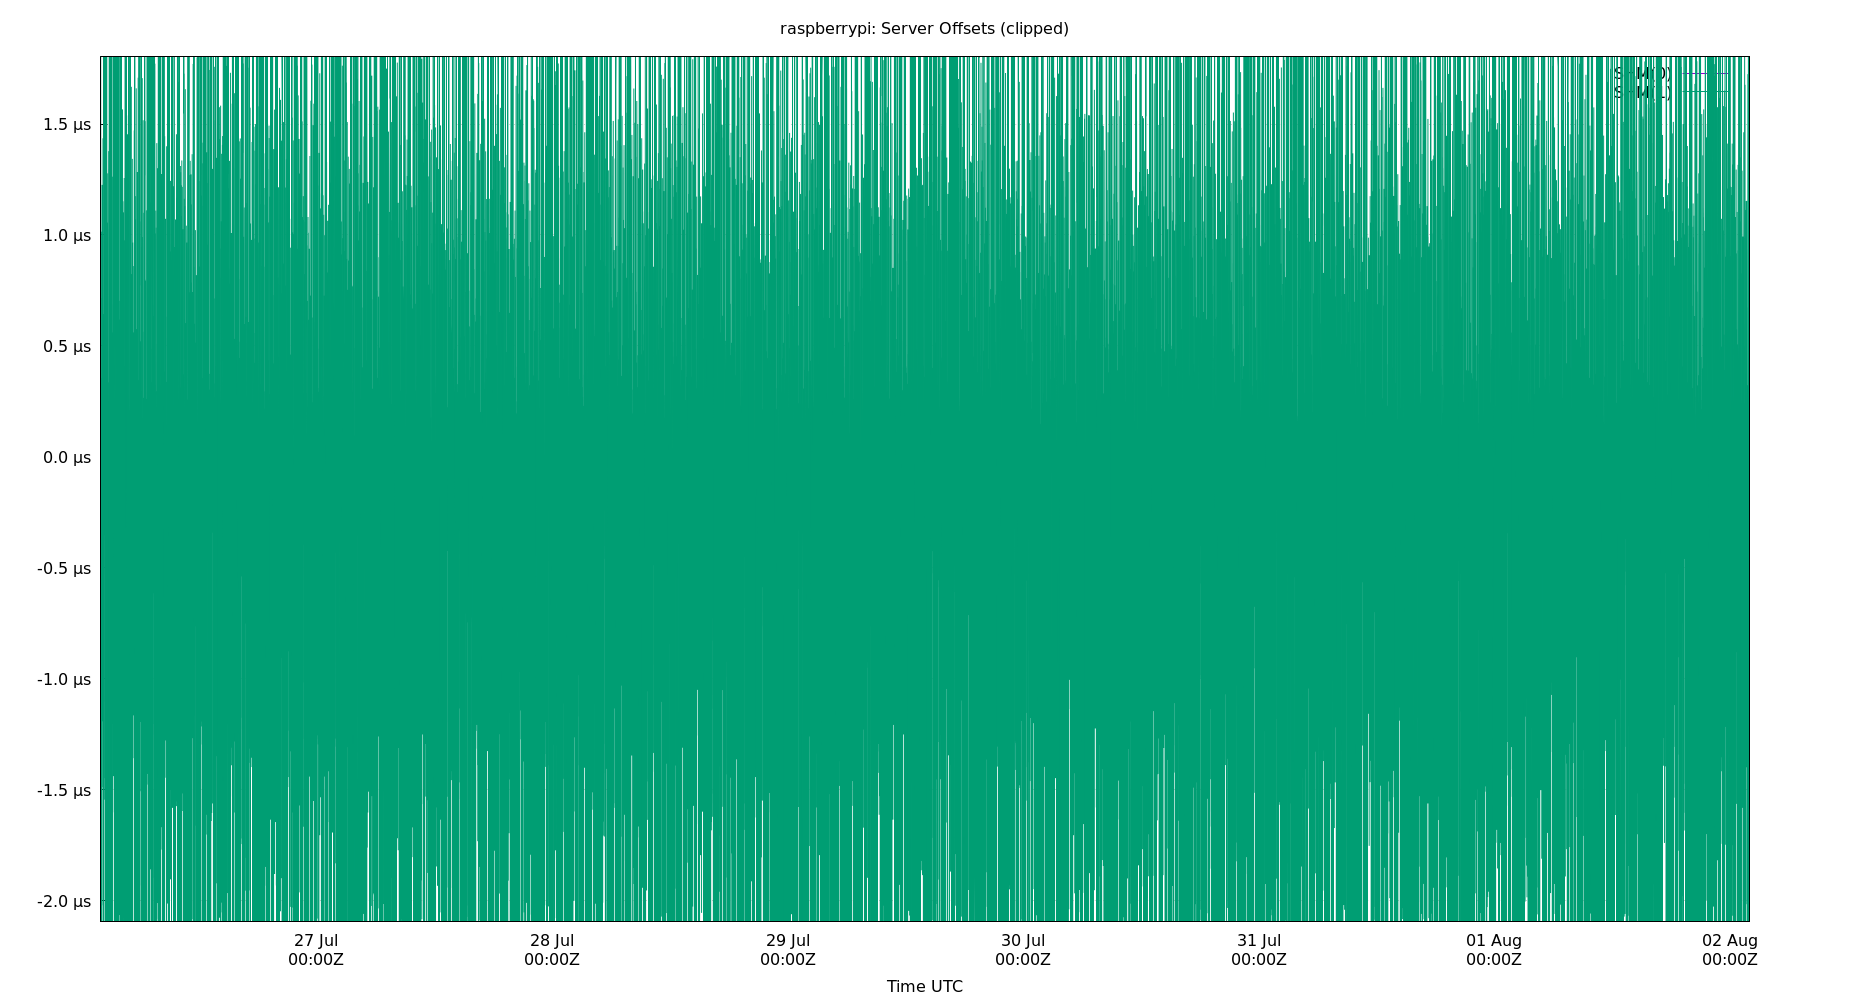 raspberrypi: Server Offsets (clipped)
1.5 µs
1.0 µs
0.5 µs
0.0 µs
-0.5 µs
-1.0 µs
-1.5 µs
-2.0 µs
27 Jul
00:00Z
28 Jul
00:00Z
29 Jul
00:00Z
30 Jul
00:00Z
31 Jul
00:00Z
01 Aug
00:00Z
02 Aug
00:00Z
Time UTC